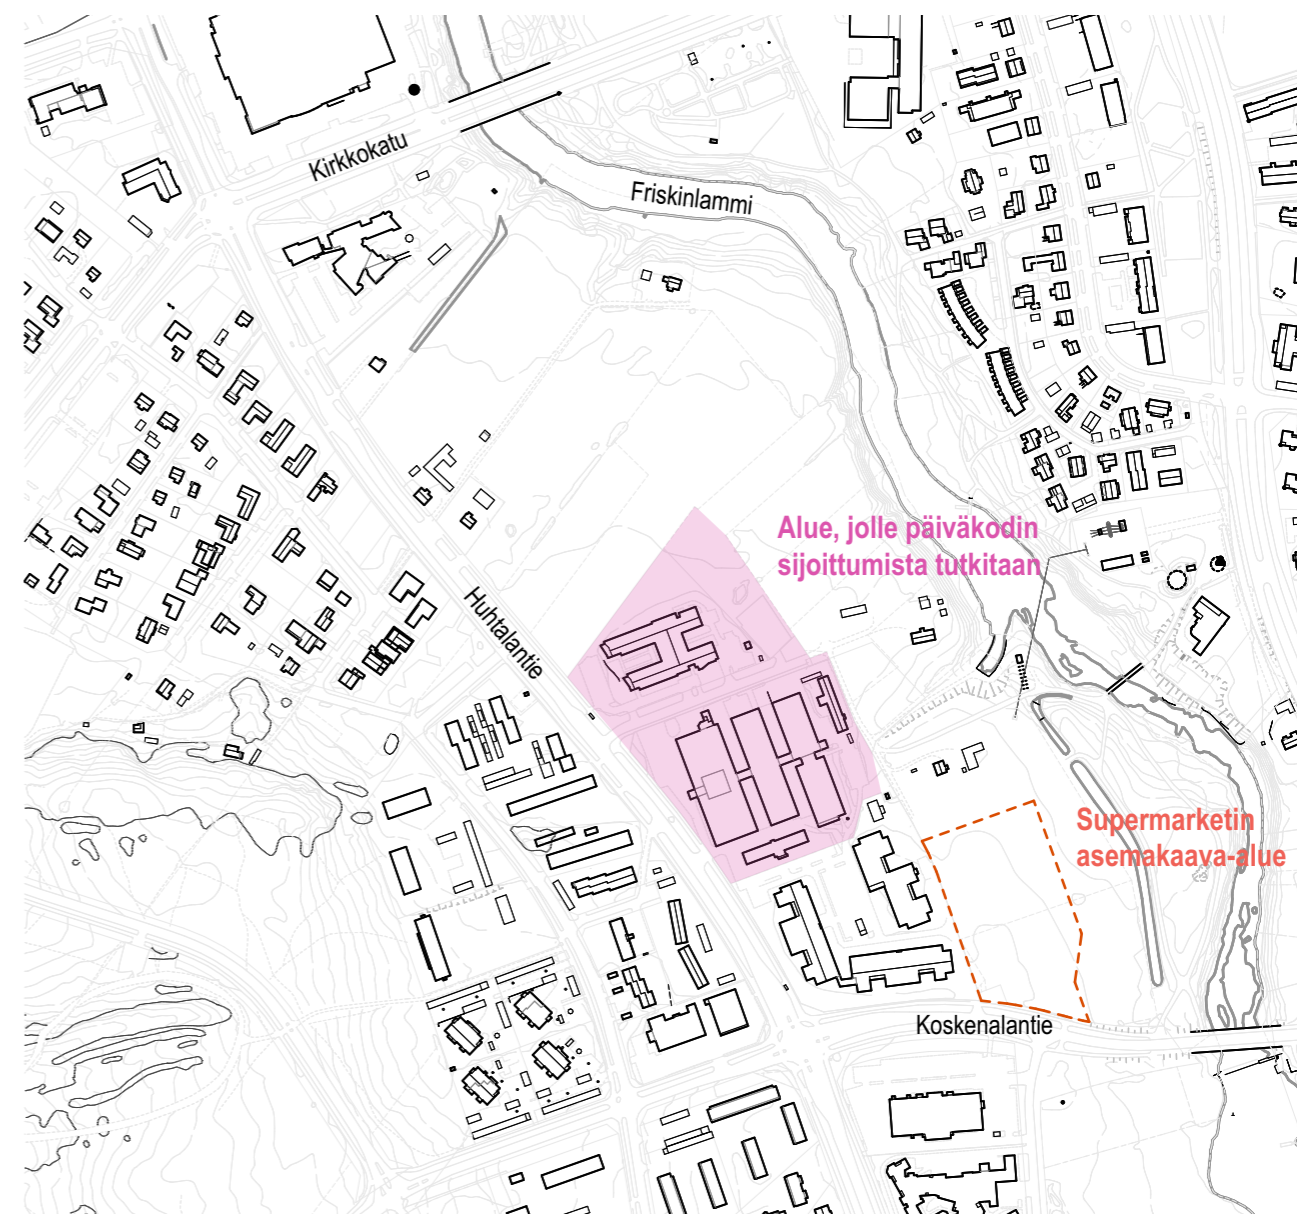 Kirkkokatu
Friskinlammi
Alue, jolle päiväkodin
sijoittumista tutkitaan
Huhtalantie
Supermarketin
asemakaava-alue
Koskenalantie